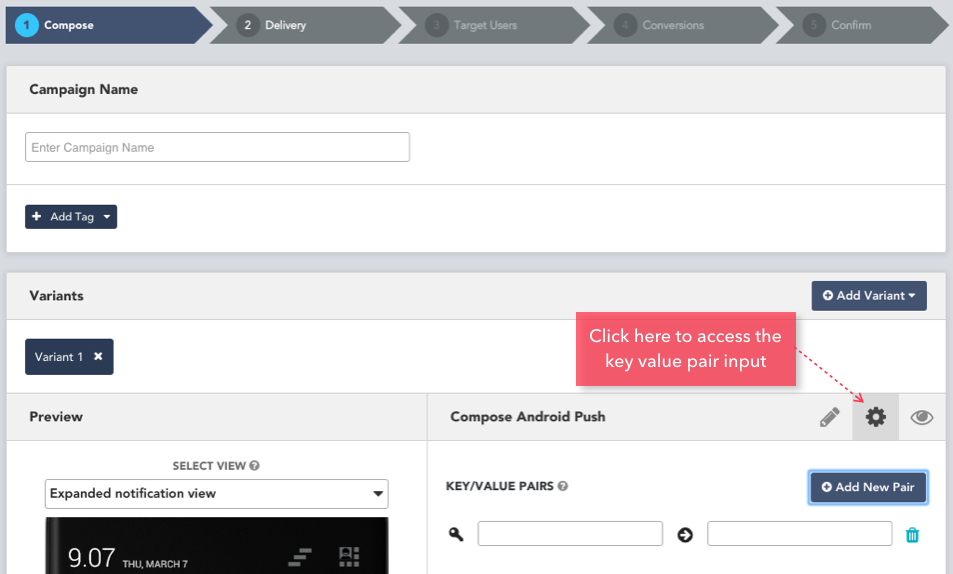 1 Compose
2 Delivery
3 Target Users
4 Conversions
5 Confirm
Campaign Name
Enter Campaign Name
Add Tag
Variants
Add Variant
Variant 1
Click here to access the
key value pair input
Preview
Compose Android Push
SELECT VIEW
Expanded notification view
KEY/VALUE PAIRS
Add New Pair
9.07 THU, MARCH 7